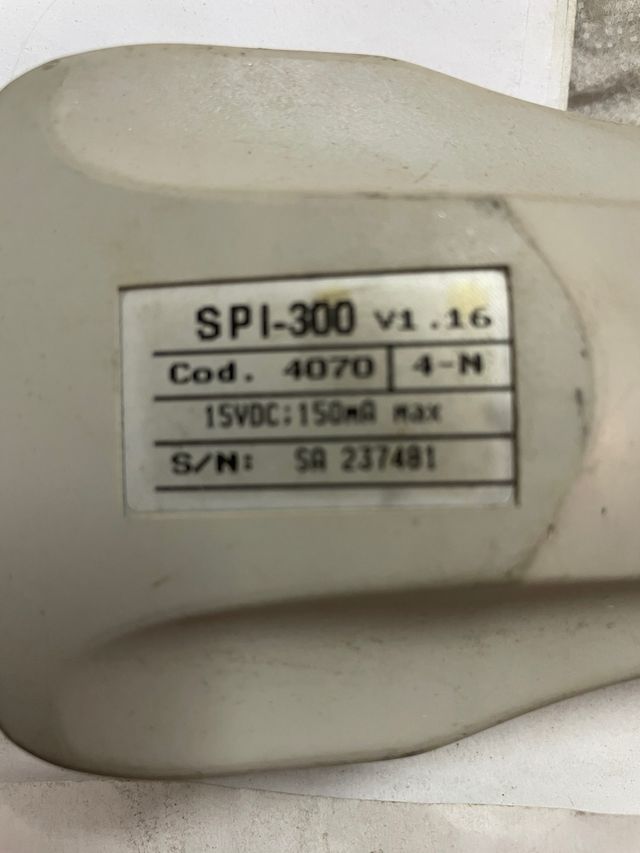 SPI-300 V1.16
Cod. 4070 4-N
15VDC;150mA max
S/N: SA 237481